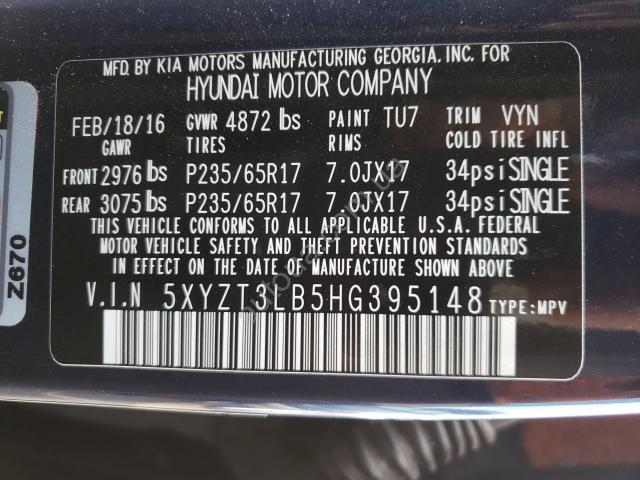 MFD. BY KIA MOTORS MANUFACTURING GEORGIA, INC. FOR
HYUNDAI MOTOR COMPANY
FEB/18/16 GVWR 4872 lbs PAINT TU7 TRIM VYN
GAWR TIRES RIMS COLD TIRE INFL
FRONT 2976 lbs P235/65R17 7.0JX17 34psi SINGLE
REAR 3075 lbs P235/65R17 7.0JX17 34psi SINGLE
THIS VEHICLE CONFORMS TO ALL APPLICABLE U.S.A. FEDERAL
MOTOR VEHICLE SAFETY AND THEFT PREVENTION STANDARDS
IN EFFECT ON THE DATE OF MANUFACTURE SHOWN ABOVE.
V.I.N 5XYZT3LB5HG395148 TYPE: MPV
Z670